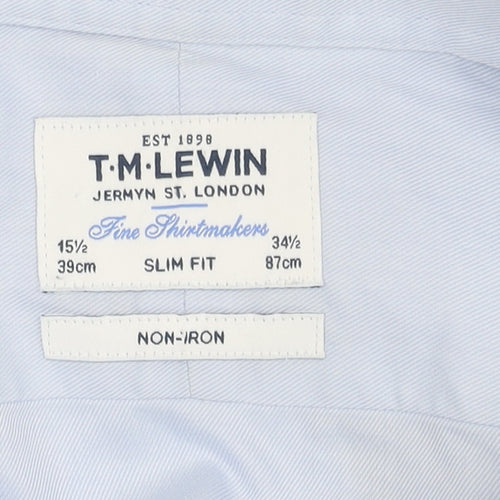 EST 1898
T·M·LEWIN
JERMYN ST. LONDON
Fine Shirtmakers
15½ 34½
39cm SLIM FIT 87cm
NON-IRON